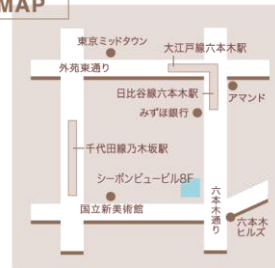 MAP
東京ミッドタウン
大江戸線六本木駅
外苑東通り
日比谷線六本木駅
アマンド
みずほ銀行
千代田線乃木坂駅
シーボンビュービル8F
国立新美術館
六本木通り
六本木
ヒルズ